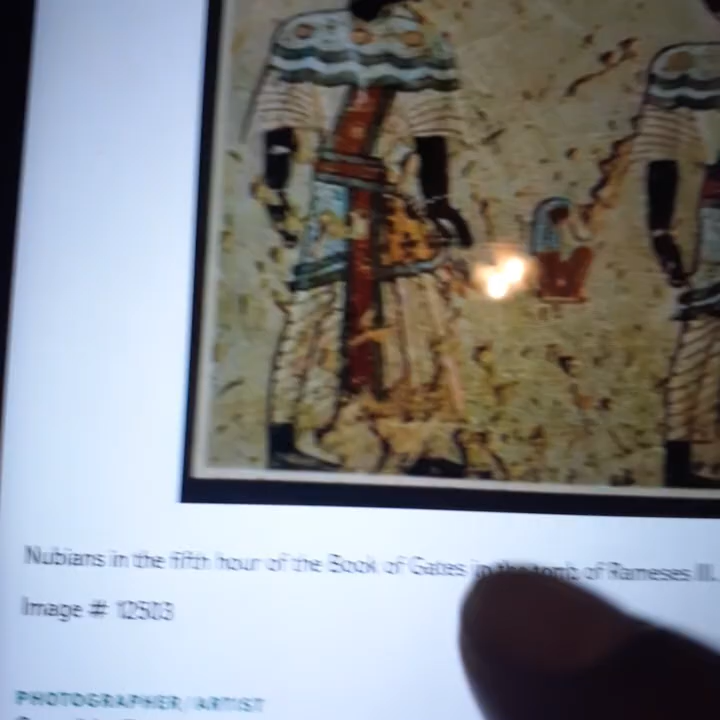 Nubians in the fifth hour of the Book of Gates in the tomb of Rameses III.
Image # 12503
PHOTOGRAPHER/ARTIST